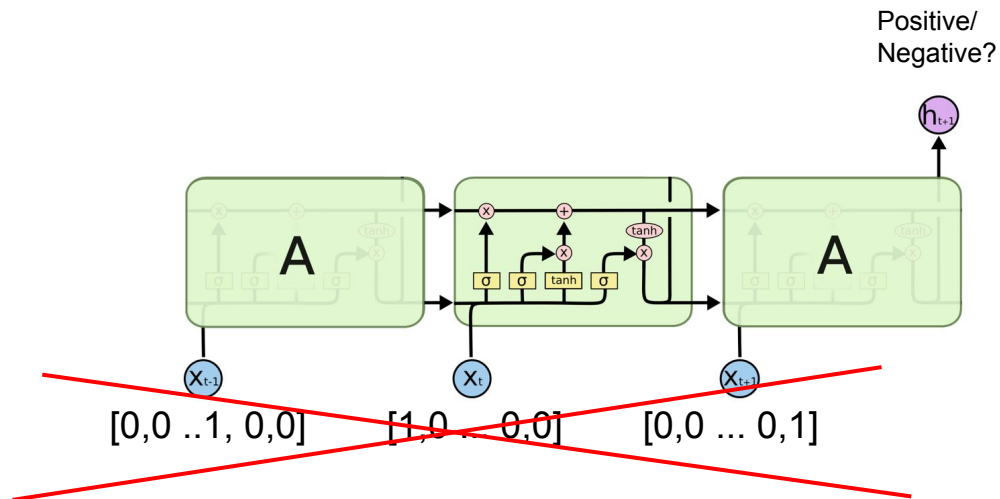 Positive/
Negative?
h t+1
A
x
+
tanh
x
σ
σ
σ
x
+
tanh
x
x
σ
σ
tanh
σ
A
x
+
tanh
x
σ
σ
σ
X t-1
X t
X t+1
[0,0 ..1, 0,0]
[1,0 ... 0,0]
[0,0 ... 0,1]